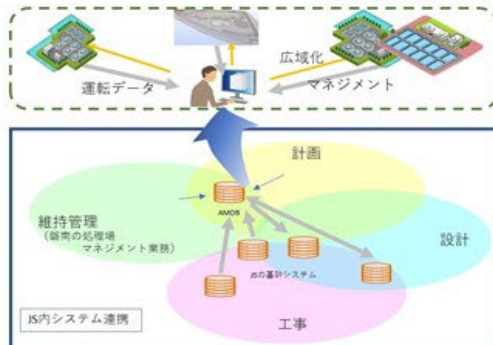 広域化
運転データ
マネジメント
計画
AMDB
維持管理
(磐南の処理場
マネジメント業務)
設計
JSの基幹システム
工事
JS内システム連携